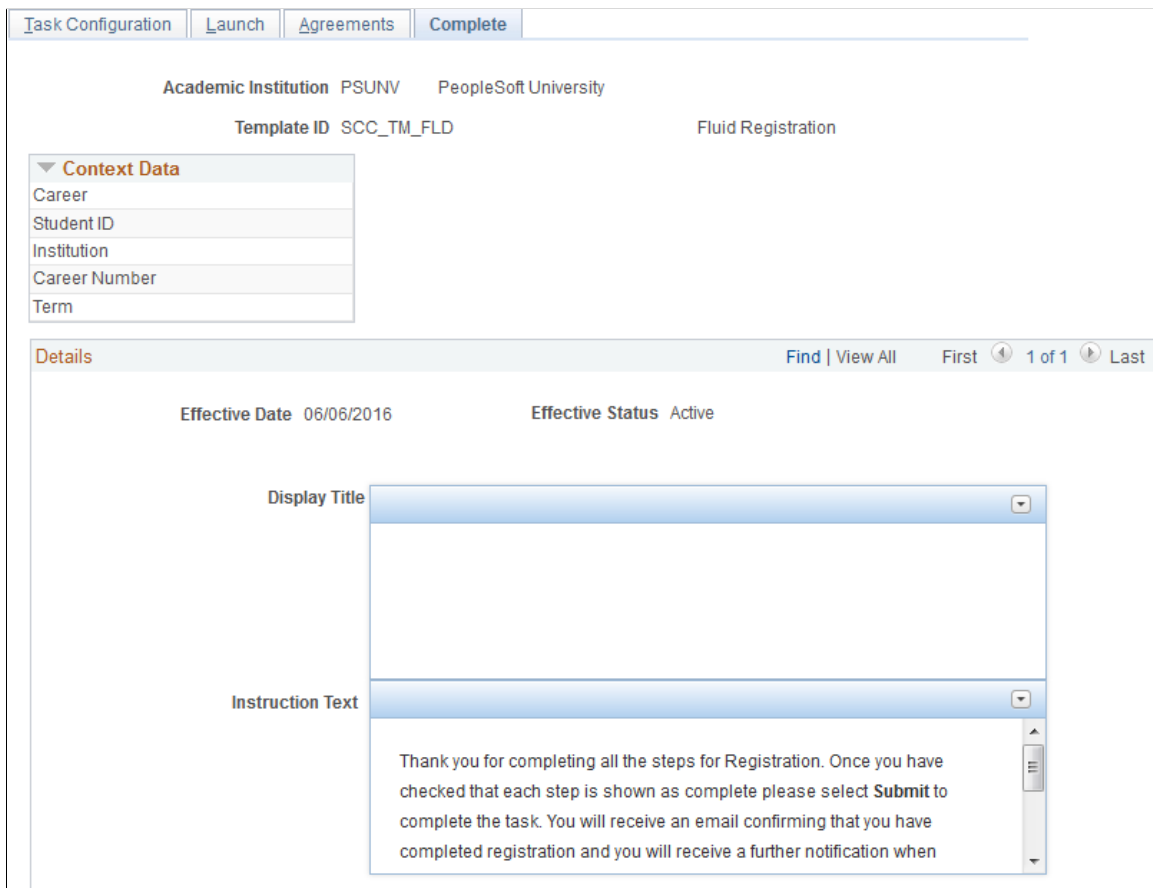 Task Configuration Launch Agreements Complete
Academic Institution PSUNV PeopleSoft University
Template ID SCC_TM_FLD Fluid Registration
Context Data
Career
Student ID
Institution
Career Number
Term
Details Find | View All First 1 of 1 Last
Effective Date 06/06/2016 Effective Status Active
Display Title
Instruction Text
Thank you for completing all the steps for Registration. Once you have
checked that each step is shown as complete please select Submit to
complete the task. You will receive an email confirming that you have
completed registration and you will receive a further notification when